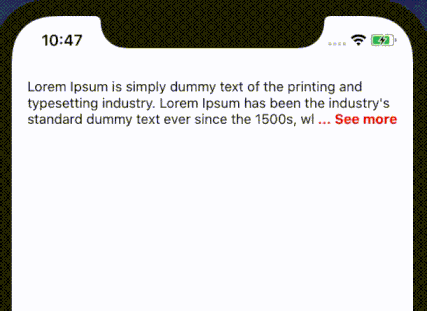 10:47
Lorem Ipsum is simply dummy text of the printing and
typesetting industry. Lorem Ipsum has been the industry's
standard dummy text ever since the 1500s, wl ... See more